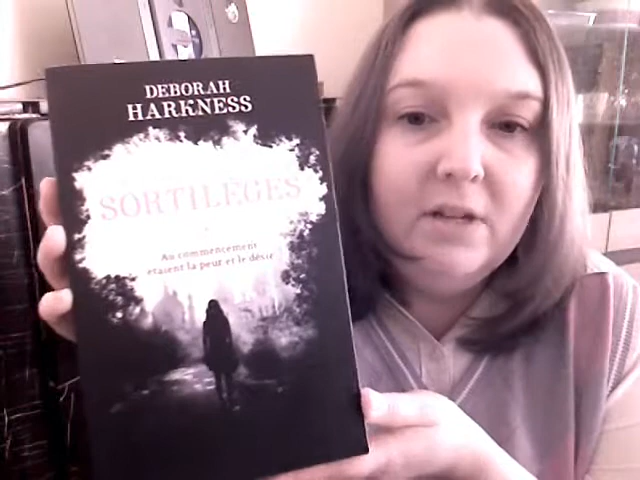 DEBORAH
HARKNESS
SORTILÈGES
Au commencement
étaient la peur et le désir